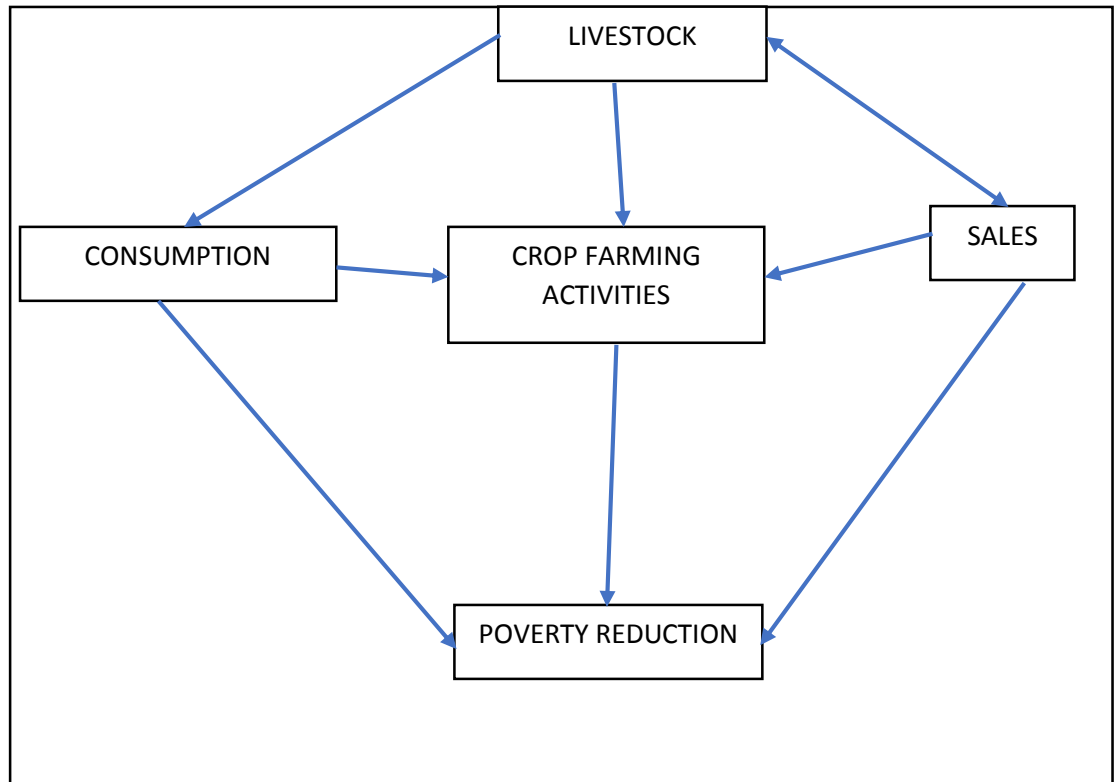 LIVESTOCK
CONSUMPTION
CROP FARMING
ACTIVITIES
SALES
POVERTY REDUCTION